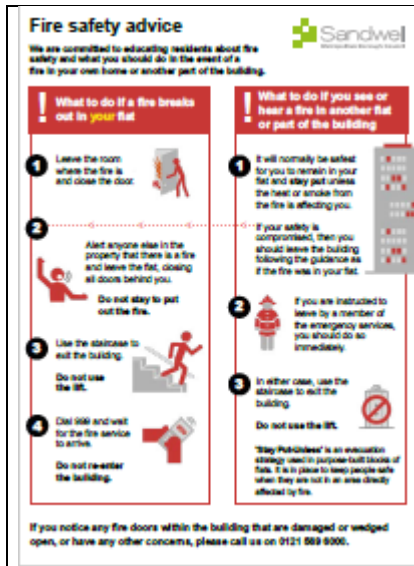 Fire safety advice
Sandwell
Metropolitan Borough Council
We are committed to educating residents about fire
safety and what you should do in the event of a
fire in your own home or another part of the building.
! What to do if a fire breaks
out in your flat
1 Leave the room
where the fire is
and close the door.
2
Alert anyone else in the
property that there is a fire
and leave the flat, closing
all doors behind you.
Do not stay to put
out the fire.
3 Use the staircase to
exit the building.
Do not use
the lift.
4 Dial 999 and wait
for the fire service
to arrive.
Do not re-enter
the building.
! What to do if you see or
hear a fire in another flat
or part of the building
1 It will normally be safest
for you to remain in your
flat and stay put unless
the heat or smoke from
the fire is affecting you.
If your safety is
compromised, then you
should leave the building
following the guidance as
if the fire was in your flat.
2 If you are instructed to
leave by a member of
the emergency services,
you should do so
immediately.
3 In either case, use the
staircase to exit the
building.
Do not use the lift.
'Stay Put-Unless' is an evacuation
strategy used in purpose-built blocks of
flats. It is in place to keep people safe
when they are not in an area directly
affected by fire.
If you notice any fire doors within the building that are damaged or wedged
open, or have any other concerns, please call us on 0121 569 6000.